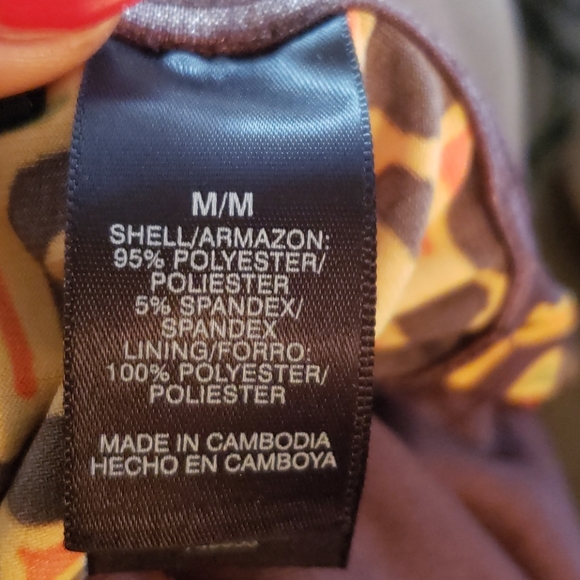 M/M
SHELL/ARMAZON:
95% POLYESTER/
POLIESTER
5% SPANDEX/
SPANDEX
LINING/FORRO:
100% POLYESTER/
POLIESTER
MADE IN CAMBODIA
HECHO EN CAMBOYA